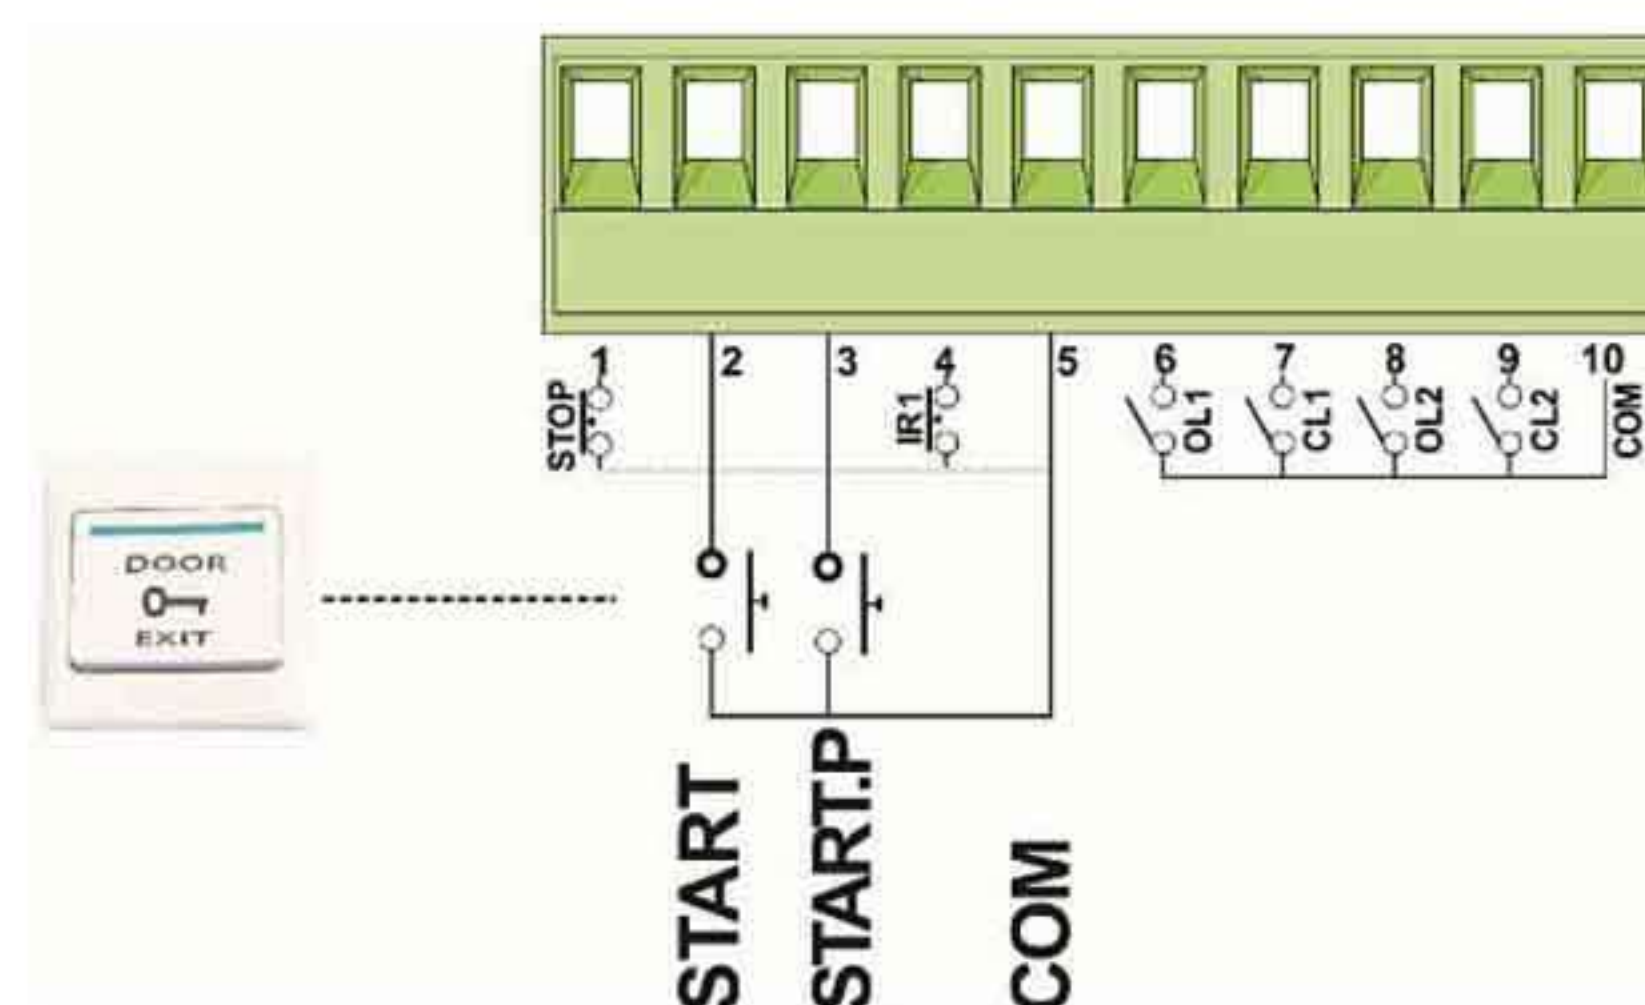 1 2 3 4 5 6 7 8 9 10
STOP
IR1
OL1
CL1
OL2
CL2
COM
DOOR
EXIT
START
START.P
COM